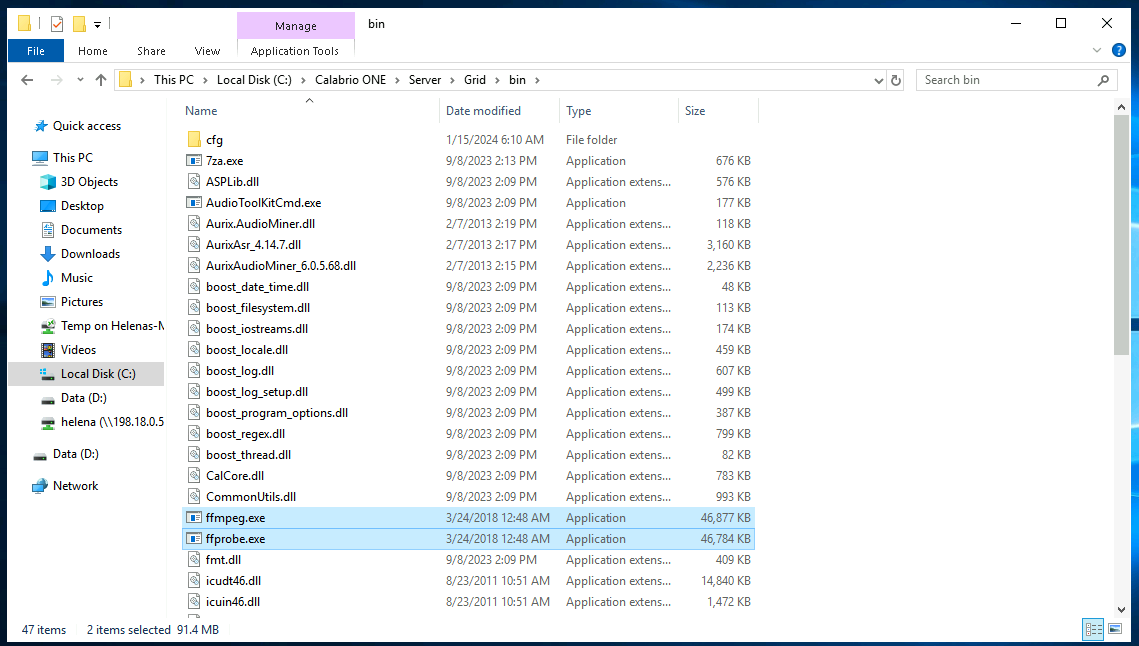 Manage
bin
File
Home
Share
View
Application Tools
This PC
Local Disk (C:)
Calabrio ONE
Server
Grid
bin
Search bin
Quick access
This PC
3D Objects
Desktop
Documents
Downloads
Music
Pictures
Temp on Helenas-M
Videos
Local Disk (C:)
Data (D:)
helena (\\198.18.0.5
Data (D:)
Network
Name Date modified Type Size
cfg 1/15/2024 6:10 AM File folder
7za.exe 9/8/2023 2:13 PM Application 676 KB
ASPLib.dll 9/8/2023 2:09 PM Application extens... 576 KB
AudioToolKitCmd.exe 9/8/2023 2:09 PM Application 177 KB
Aurix.AudioMiner.dll 2/7/2013 2:19 PM Application extens... 118 KB
AurixAsr_4.14.7.dll 2/7/2013 2:17 PM Application extens... 3,160 KB
AurixAudioMiner_6.0.5.68.dll 2/7/2013 2:15 PM Application extens... 2,236 KB
boost_date_time.dll 9/8/2023 2:09 PM Application extens... 48 KB
boost_filesystem.dll 9/8/2023 2:09 PM Application extens... 113 KB
boost_iostreams.dll 9/8/2023 2:09 PM Application extens... 174 KB
boost_locale.dll 9/8/2023 2:09 PM Application extens... 459 KB
boost_log.dll 9/8/2023 2:09 PM Application extens... 607 KB
boost_log_setup.dll 9/8/2023 2:09 PM Application extens... 499 KB
boost_program_options.dll 9/8/2023 2:09 PM Application extens... 387 KB
boost_regex.dll 9/8/2023 2:09 PM Application extens... 799 KB
boost_thread.dll 9/8/2023 2:09 PM Application extens... 82 KB
CalCore.dll 9/8/2023 2:09 PM Application extens... 783 KB
CommonUtils.dll 9/8/2023 2:09 PM Application extens... 993 KB
ffmpeg.exe 3/24/2018 12:48 AM Application 46,877 KB
ffprobe.exe 3/24/2018 12:48 AM Application 46,784 KB
fmt.dll 9/8/2023 2:09 PM Application extens... 409 KB
icudt46.dll 8/23/2011 10:51 AM Application extens... 14,840 KB
icuin46.dll 8/23/2011 10:51 AM Application extens... 1,472 KB
47 items 2 items selected 91.4 MB